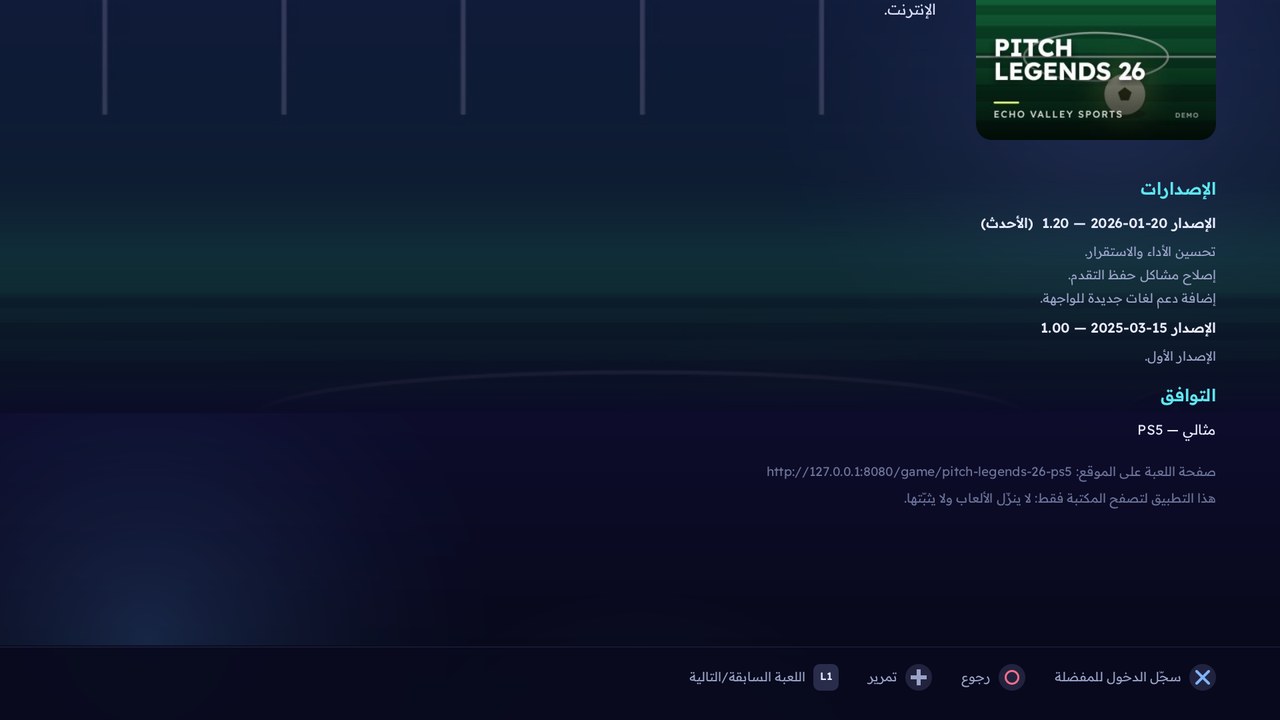 الإنترنت.
PITCH
LEGENDS 26
ECHO VALLEY SPORTS
DEMO
الإصدارات
الإصدار 1.20 — 2026-01-20 (الأحدث)
تحسين الأداء والاستقرار.
إصلاح مشاكل حفظ التقدم.
إضافة دعم لغات جديدة للواجهة.
الإصدار 1.00 — 2025-03-15
الإصدار الأول.
التوافق
مثالي — PS5
صفحة اللعبة على الموقع: http://127.0.0.1:8080/game/pitch-legends-26-ps5
هذا التطبيق لتصفح المكتبة فقط: لا ينزّل الألعاب ولا يثبّتها.
سجّل الدخول للمفضلة
رجوع
تمرير
L1 اللعبة السابقة/التالية